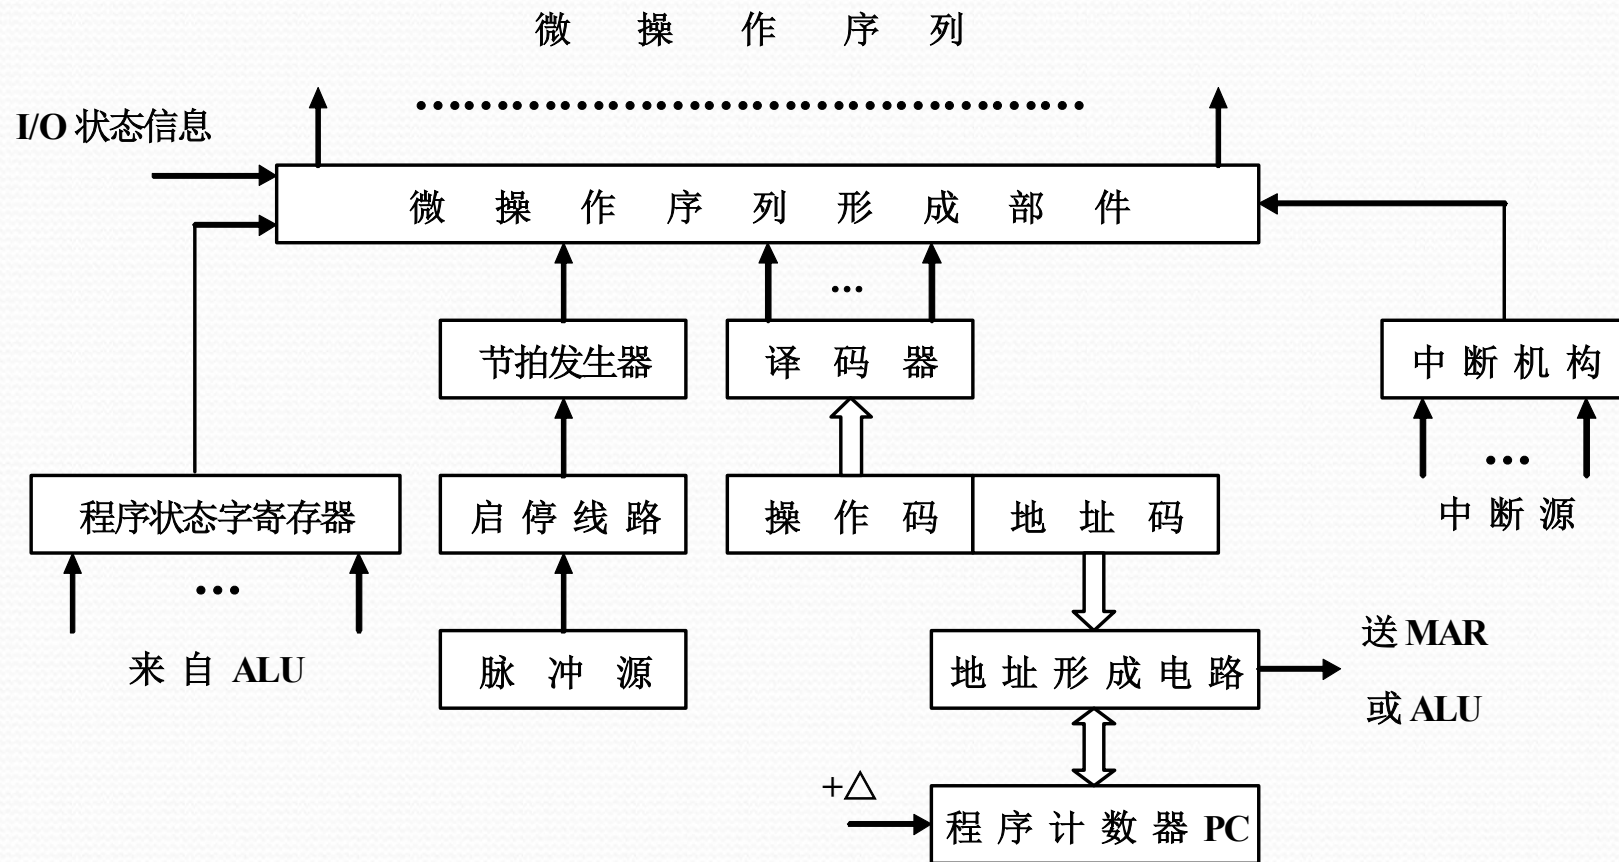 微操作序列
I/O 状态信息
微操作序列形成部件
...
节拍发生器
译码器
中断机构
...
程序状态字寄存器
启停线路
操作码
地址码
中断源
...
来自 ALU
脉冲源
地址形成电路
送 MAR
或 ALU
+△
程序计数器 PC